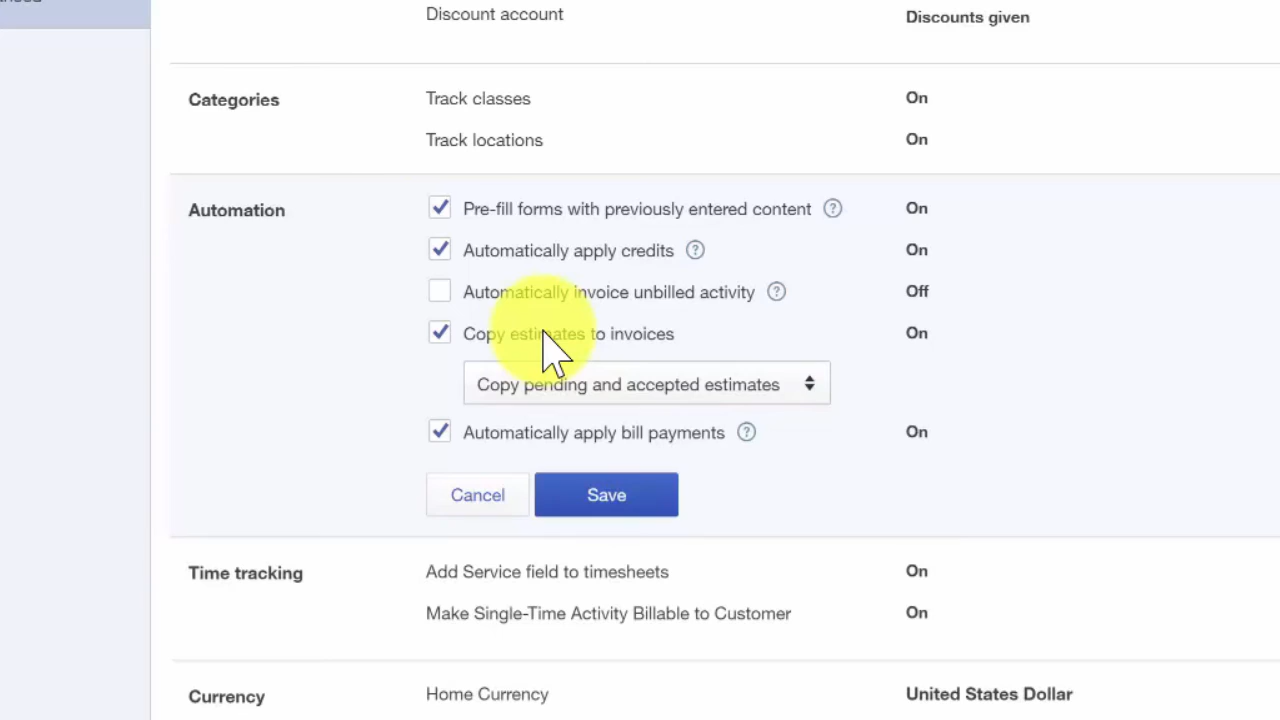 Discount account Discounts given
Categories Track classes On
Track locations On
Automation Pre-fill forms with previously entered content ? On
Automatically apply credits ? On
Automatically invoice unbilled activity ? Off
Copy estimates to invoices On
Copy pending and accepted estimates
Automatically apply bill payments ? On
Cancel Save
Time tracking Add Service field to timesheets On
Make Single-Time Activity Billable to Customer On
Currency Home Currency United States Dollar